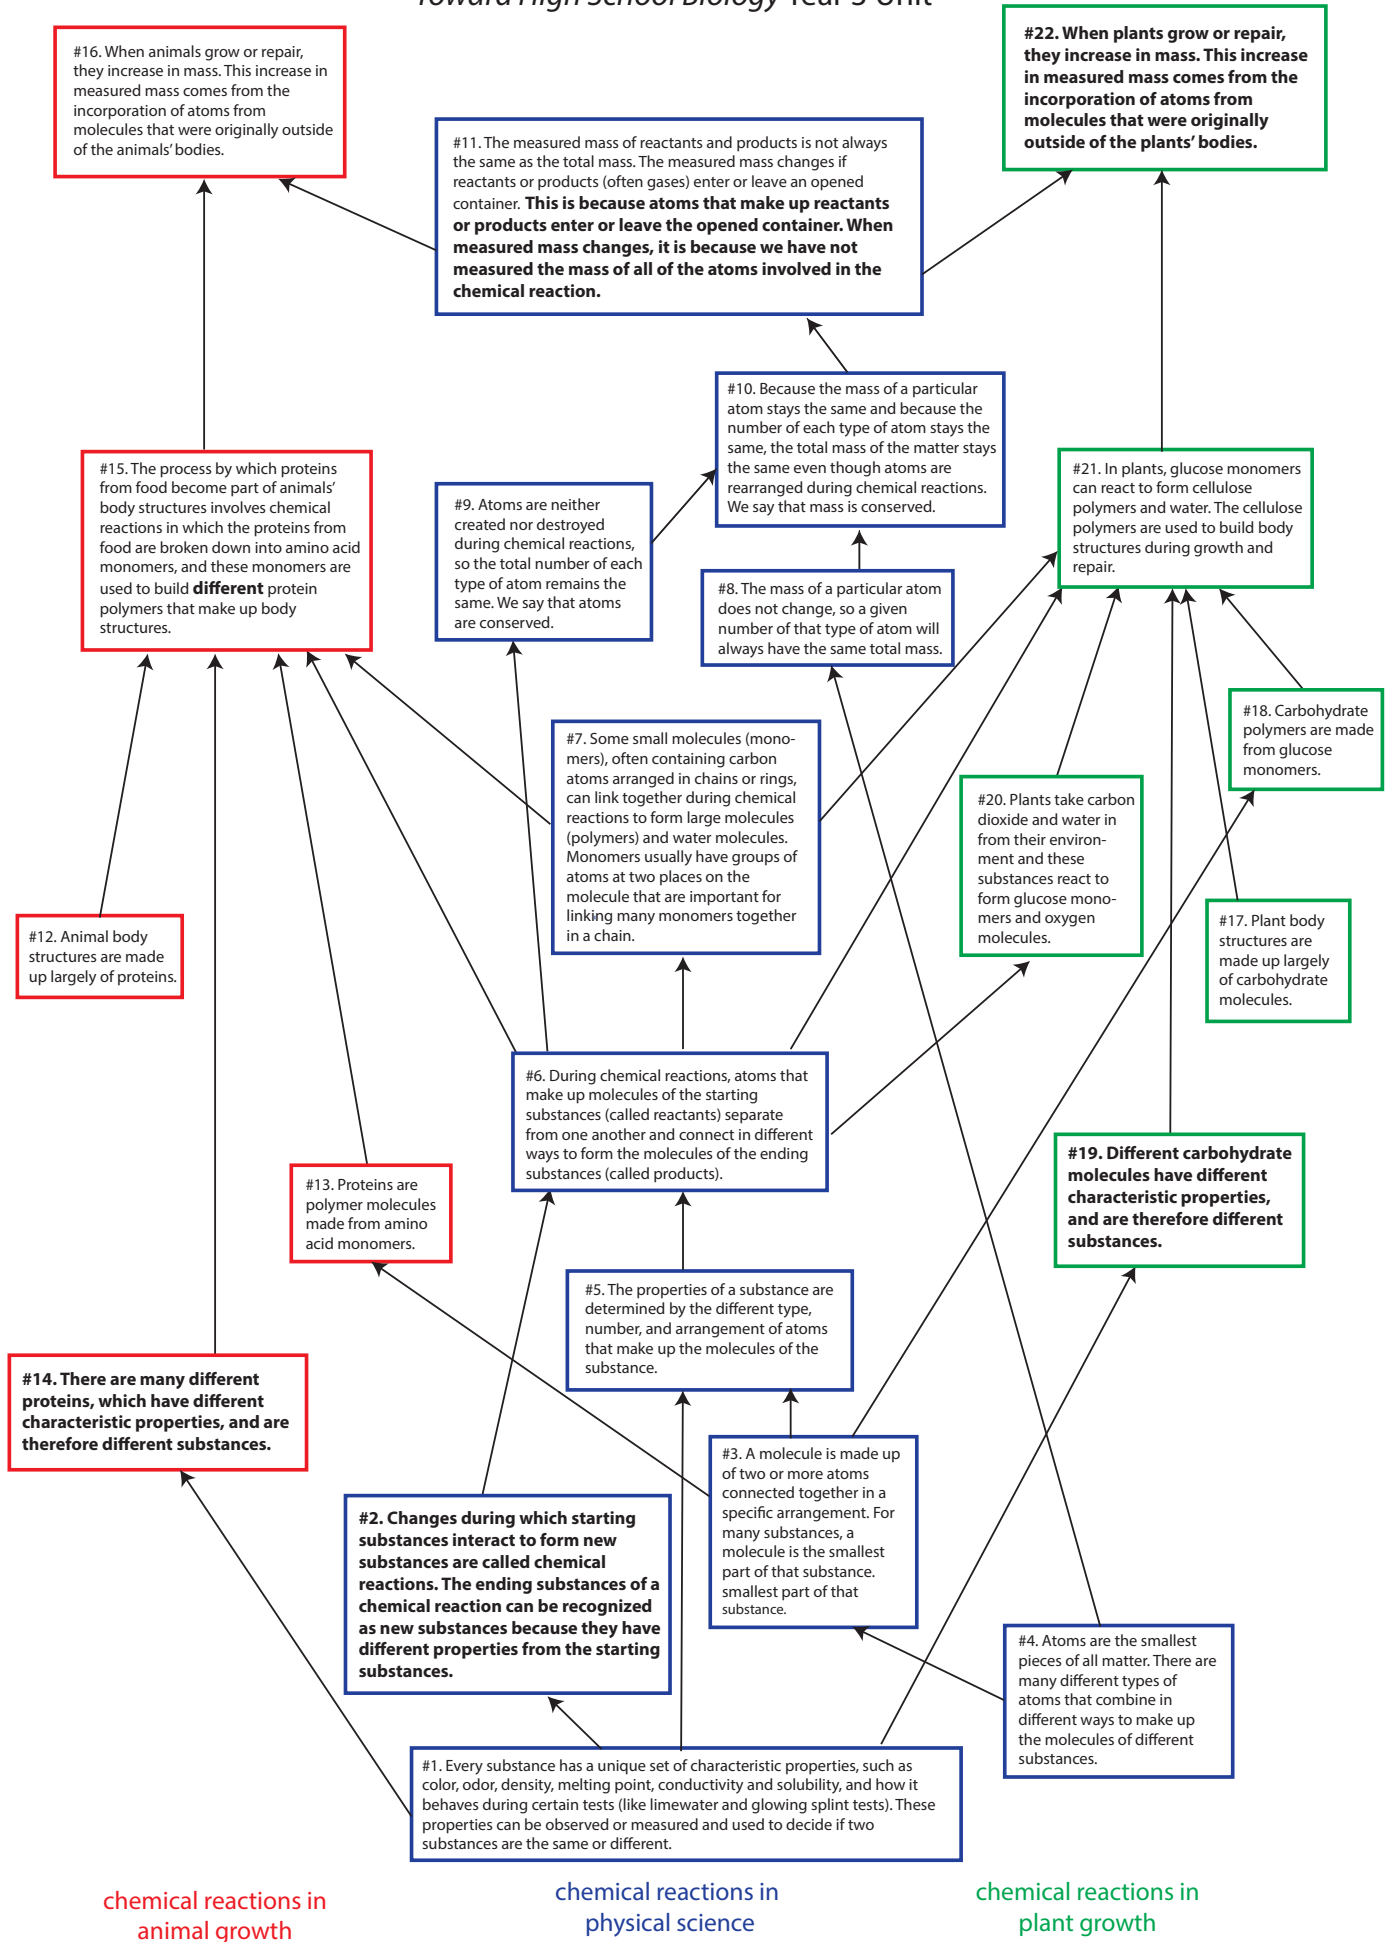 Toward High School Biology Year 3 Unit
#16. When animals grow or repair,
they increase in mass. This increase in
measured mass comes from the
incorporation of atoms from
molecules that were originally outside
of the animals' bodies.
#22. When plants grow or repair,
they increase in mass. This increase
in measured mass comes from the
incorporation of atoms from
molecules that were originally
outside of the plants' bodies.
#11. The measured mass of reactants and products is not always
the same as the total mass. The measured mass changes if
reactants or products (often gases) enter or leave an opened
container. This is because atoms that make up reactants
or products enter or leave the opened container. When
measured mass changes, it is because we have not
measured the mass of all of the atoms involved in the
chemical reaction.
#10. Because the mass of a particular
atom stays the same and because the
number of each type of atom stays the
same, the total mass of the matter stays
the same even though atoms are
rearranged during chemical reactions.
We say that mass is conserved.
#15. The process by which proteins
from food become part of animals'
body structures involves chemical
reactions in which the proteins from
food are broken down into amino acid
monomers, and these monomers are
used to build different protein
polymers that make up body
structures.
#9. Atoms are neither
created nor destroyed
during chemical reactions,
so the total number of each
type of atom remains the
same. We say that atoms
are conserved.
#21. In plants, glucose monomers
can react to form cellulose
polymers and water. The cellulose
polymers are used to build body
structures during growth and
repair.
#8. The mass of a particular atom
does not change, so a given
number of that type of atom will
always have the same total mass.
#7. Some small molecules (mono-
mers), often containing carbon
atoms arranged in chains or rings,
can link together during chemical
reactions to form large molecules
(polymers) and water molecules.
Monomers usually have groups of
atoms at two places on the
molecule that are important for
linking many monomers together
in a chain.
#18. Carbohydrate
polymers are made
from glucose
monomers.
#20. Plants take carbon
dioxide and water in
from their environ-
ment and these
substances react to
form glucose mono-
mers and oxygen
molecules.
#12. Animal body
structures are made
up largely of proteins.
#17. Plant body
structures are
made up largely
of carbohydrate
molecules.
#6. During chemical reactions, atoms that
make up molecules of the starting
substances (called reactants) separate
from one another and connect in different
ways to form the molecules of the ending
substances (called products).
#13. Proteins are
polymer molecules
made from amino
acid monomers.
#19. Different carbohydrate
molecules have different
characteristic properties,
and are therefore different
substances.
#5. The properties of a substance are
determined by the different type,
number, and arrangement of atoms
that make up the molecules of the
substance.
#14. There are many different
proteins, which have different
characteristic properties, and are
therefore different substances.
#3. A molecule is made up
of two or more atoms
connected together in a
specific arrangement. For
many substances, a
molecule is the smallest
part of that substance.
smallest part of that
substance.
#2. Changes during which starting
substances interact to form new
substances are called chemical
reactions. The ending substances of a
chemical reaction can be recognized
as new substances because they have
different properties from the starting
substances.
#4. Atoms are the smallest
pieces of all matter. There are
many different types of
atoms that combine in
different ways to make up
the molecules of different
substances.
#1. Every substance has a unique set of characteristic properties, such as
color, odor, density, melting point, conductivity and solubility, and how it
behaves during certain tests (like limewater and glowing splint tests). These
properties can be observed or measured and used to decide if two
substances are the same or different.
chemical reactions in
animal growth
chemical reactions in
physical science
chemical reactions in
plant growth